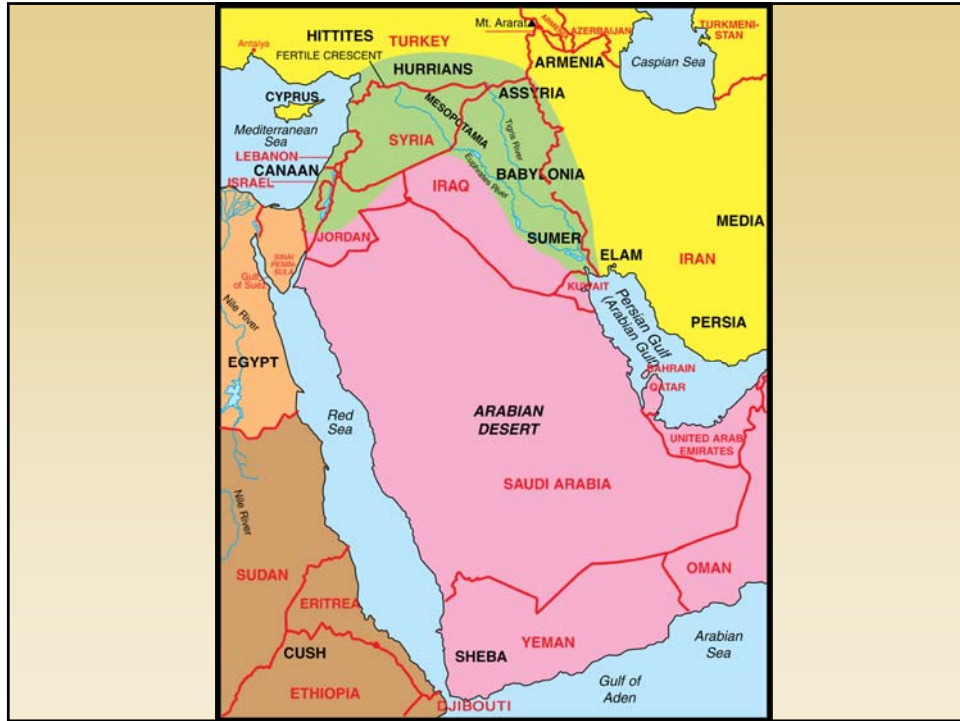 Mt. Ararat
ARMENIA
AZERBAIJAN
TURKMENI-
STAN
HITTITES
TURKEY
Antalya
FERTILE CRESCENT
HURRIANS
ARMENIA
Caspian Sea
CYPRUS
ASSYRIA
MESOPOTAMIA
Mediterranean
Sea
SYRIA
Tigris River
LEBANON
CANAAN
ISRAEL
Euphrates River
BABYLONIA
IRAQ
MEDIA
JORDAN
SUMER
ELAM
IRAN
SINAI
PENIN-
SULA
Gulf
of Suez
KUWAIT
Nile River
Persian Gulf
(Arabian Gulf)
PERSIA
EGYPT
BAHRAIN
QATAR
Red
Sea
ARABIAN
DESERT
UNITED ARAB
EMIRATES
SAUDI ARABIA
Nile River
SUDAN
OMAN
ERITREA
YEMAN
Arabian
Sea
CUSH
SHEBA
Gulf of
Aden
ETHIOPIA
DJIBOUTI